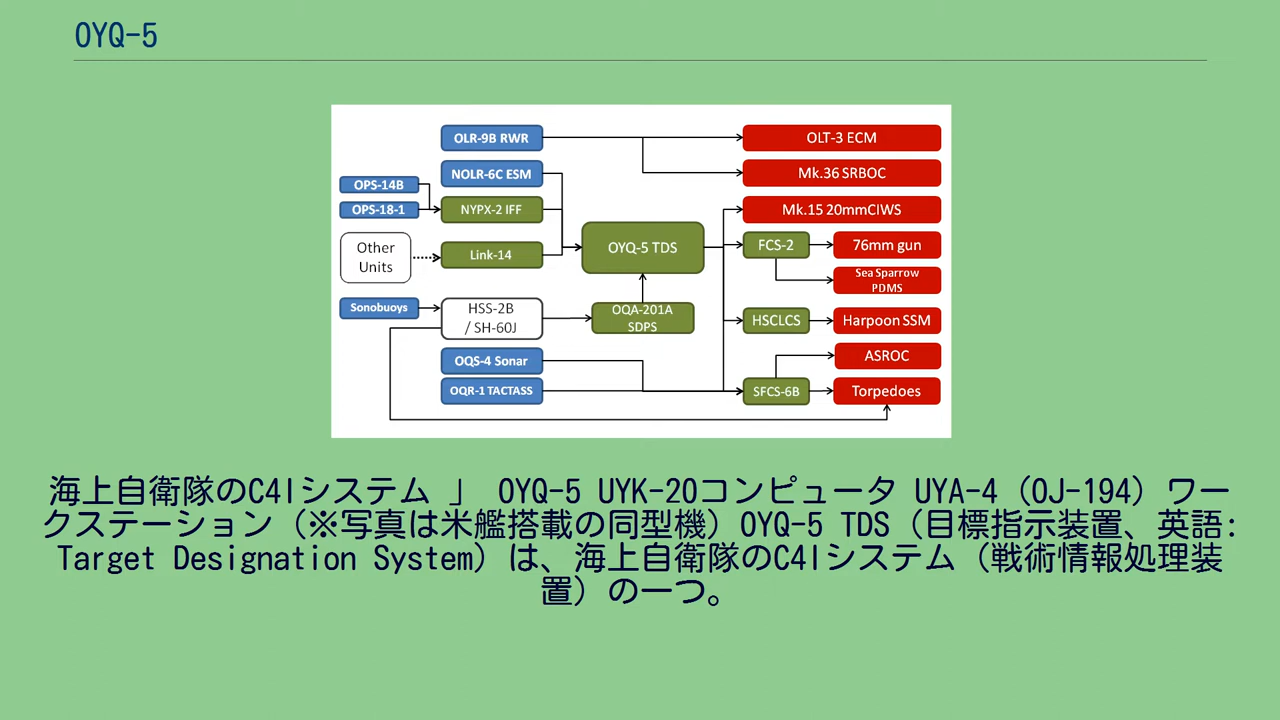 OYQ-5
OLR-9B RWR
OLT-3 ECM
NOLR-6C ESM
Mk.36 SRBOC
OPS-14B
OPS-18-1
NYPX-2 IFF
Mk.15 20mmCIWS
Other
Units
Link-14
OYQ-5 TDS
FCS-2
76mm gun
Sea Sparrow
PDMS
Sonobuoys
HSS-2B
/ SH-60J
OQA-201A
SDPS
HSCLCS
Harpoon SSM
OQS-4 Sonar
ASROC
OQR-1 TACTASS
SFCS-6B
Torpedoes
海上自衛隊のC4Iシステム 」 OYQ-5 UYK-20コンピュータ UYA-4（OJ-194）ワー
クステーション（※写真は米艦搭載の同型機）OYQ-5 TDS（目標指示装置、英語:
Target Designation System）は、海上自衛隊のC4Iシステム（戦術情報処理装
置）の一つ。